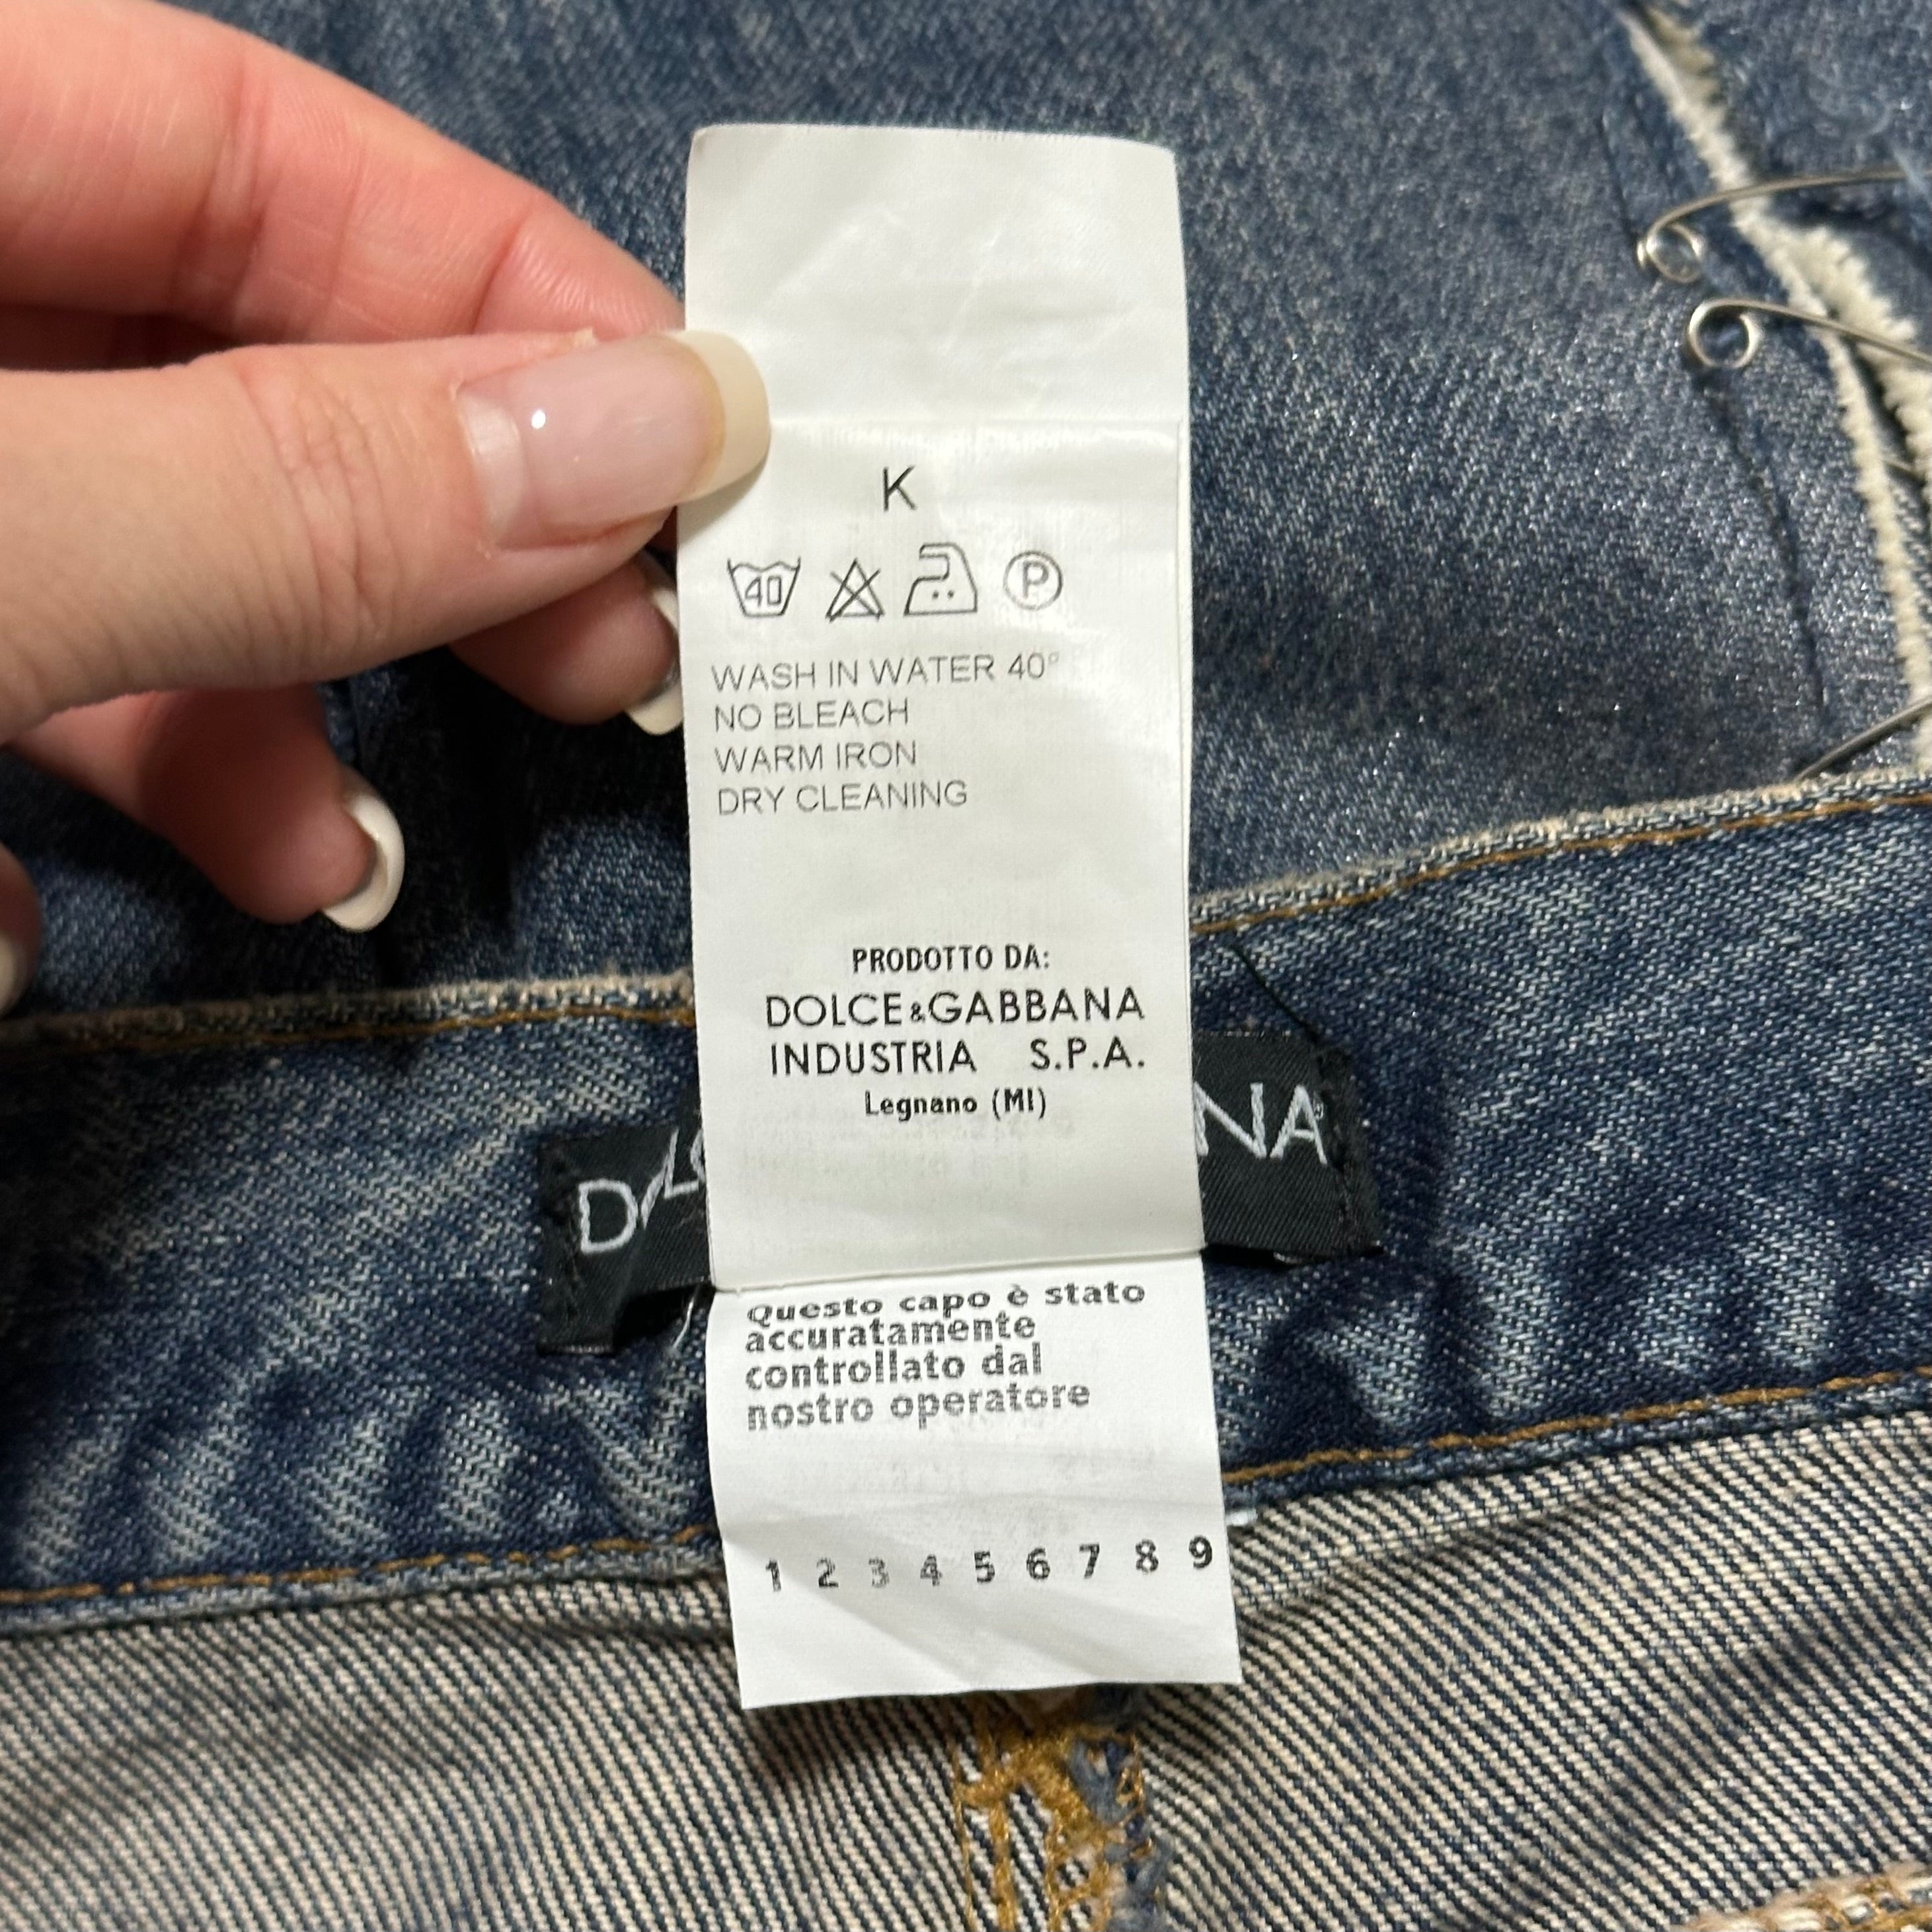 K
40 P
WASH IN WATER 40°
NO BLEACH
WARM IRON
DRY CLEANING
PRODOTTO DA:
DOLCE&GABBANA
INDUSTRIA S.P.A.
Legnano (MI)
Questo capo è stato
accuratamente
controllato dal
nostro operatore
1 2 3 4 5 6 7 8 9